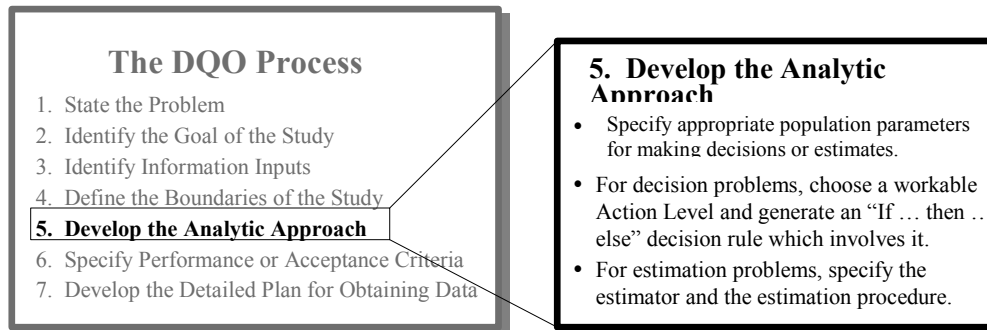 The DQO Process
1. State the Problem
2. Identify the Goal of the Study
3. Identify Information Inputs
4. Define the Boundaries of the Study
5. Develop the Analytic Approach
6. Specify Performance or Acceptance Criteria
7. Develop the Detailed Plan for Obtaining Data
5. Develop the Analytic
Approach
• Specify appropriate population parameters
for making decisions or estimates.
• For decision problems, choose a workable
Action Level and generate an “If … then …
else” decision rule which involves it.
• For estimation problems, specify the
estimator and the estimation procedure.